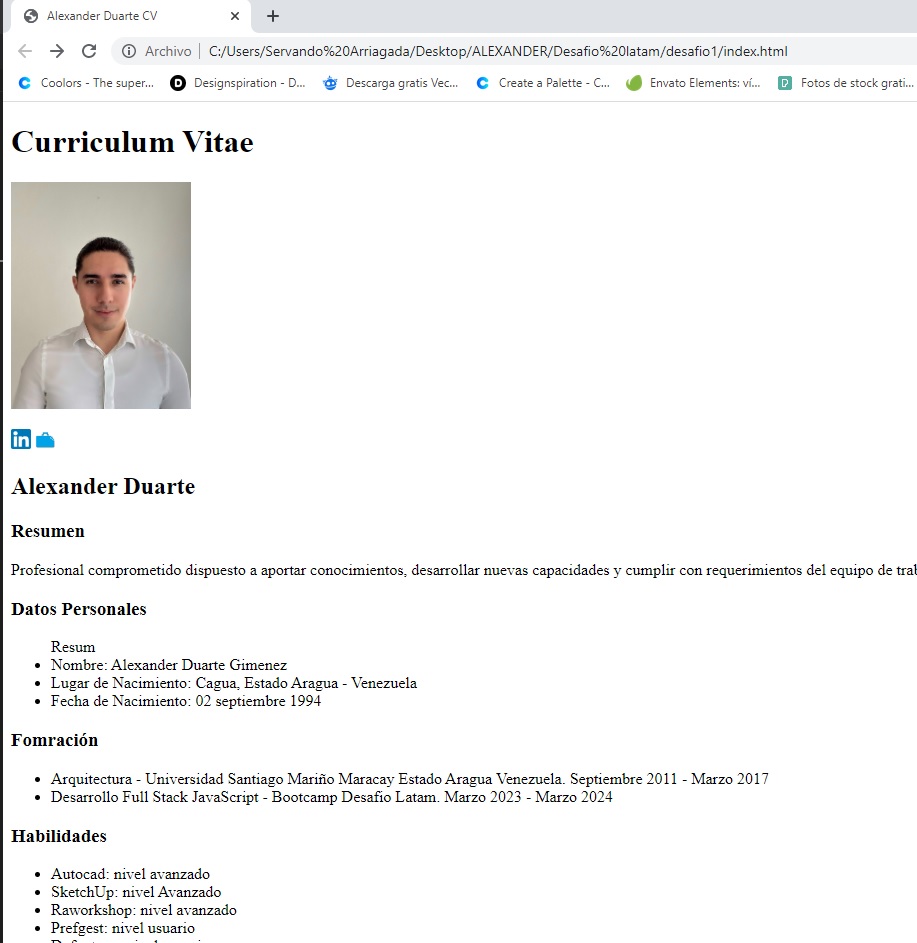 Alexander Duarte CV
Archivo | C:/Users/Servando%20Arriagada/Desktop/ALEXANDER/Desafio%20latam/desafio1/index.html
Coolors - The super... Designspiration - D... Descarga gratis Vec... Create a Palette - C... Envato Elements: ví... Fotos de stock grati...
Curriculum Vitae
in
Alexander Duarte
Resumen
Profesional comprometido dispuesto a aportar conocimientos, desarrollar nuevas capacidades y cumplir con requerimientos del equipo de
Datos Personales
Resum
• Nombre: Alexander Duarte Gimenez
• Lugar de Nacimiento: Cagua, Estado Aragua - Venezuela
• Fecha de Nacimiento: 02 septiembre 1994
Fomración
• Arquitectura - Universidad Santiago Mariño Maracay Estado Aragua Venezuela. Septiembre 2011 - Marzo 2017
• Desarrollo Full Stack JavaScript - Bootcamp Desafio Latam. Marzo 2023 - Marzo 2024
Habilidades
• Autocad: nivel avanzado
• SketchUp: nivel Avanzado
• Raworkshop: nivel avanzado
• Prefgest: nivel usuario